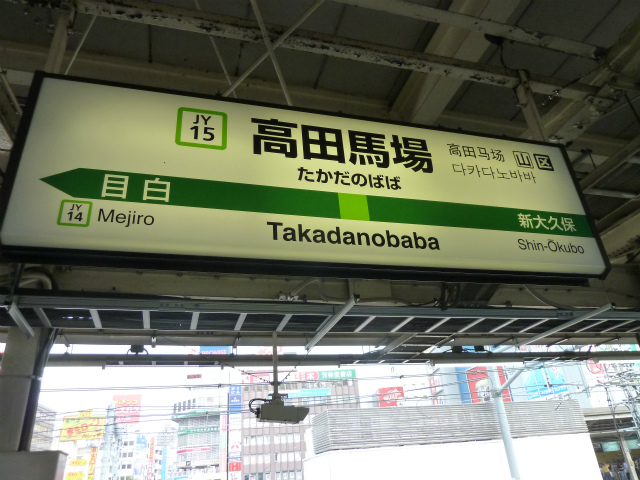 JY
15
高田馬場
たかだのばば
高田马场
다카다노바바
山 区
目白
新大久保
JY
14
Mejiro
Takadanobaba
Shin-Ōkubo